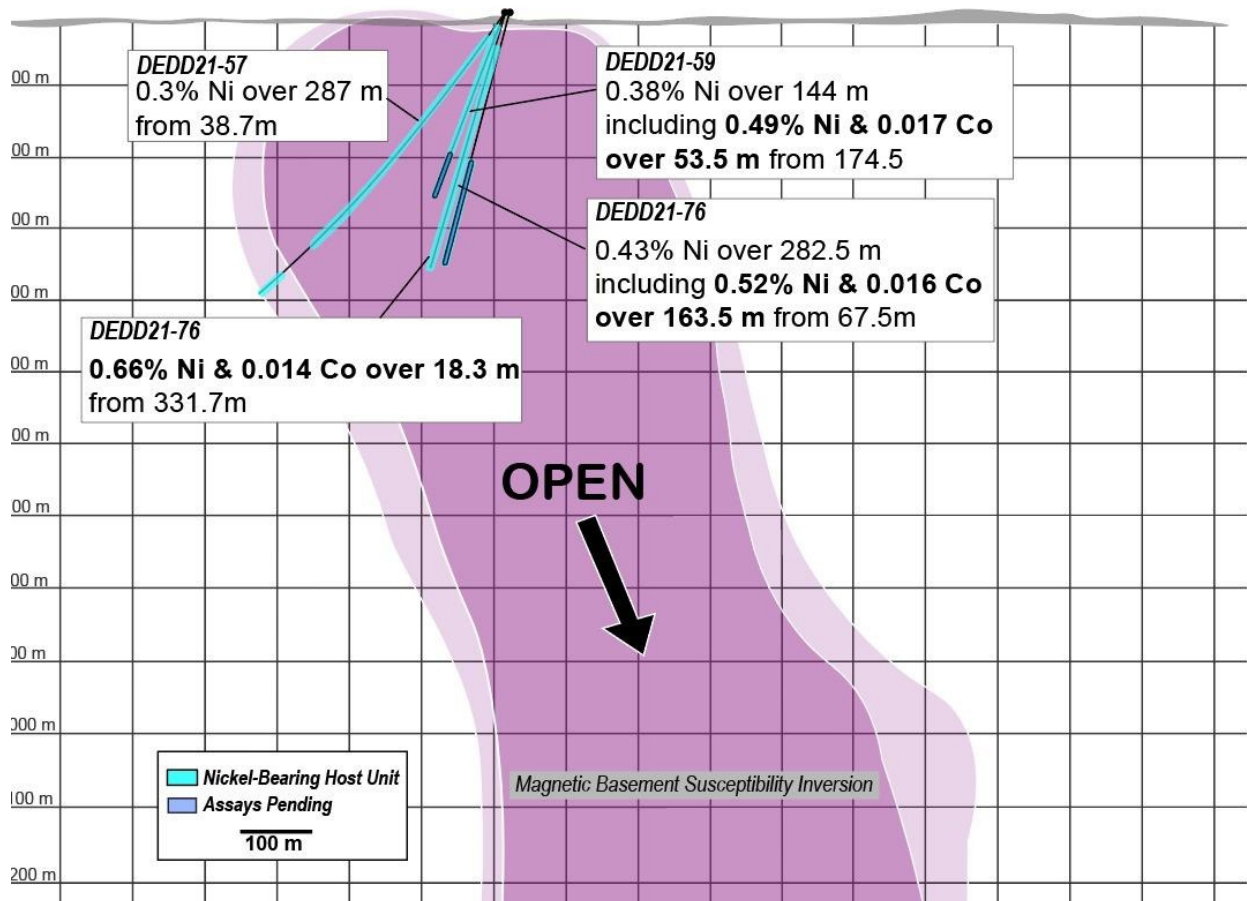 DEDD21-57
0.3% Ni over 287 m
from 38.7m
DEDD21-59
0.38% Ni over 144 m
including 0.49% Ni & 0.017 Co
over 53.5 m from 174.5
DEDD21-76
0.43% Ni over 282.5 m
including 0.52% Ni & 0.016 Co
over 163.5 m from 67.5m
DEDD21-76
0.66% Ni & 0.014 Co over 18.3 m
from 331.7m
00 m
00 m
00 m
00 m
00 m
00 m
00 m
00 m
00 m
000 m
100 m
200 m
OPEN
Magnetic Basement Susceptibility Inversion
Nickel-Bearing Host Unit
Assays Pending
100 m